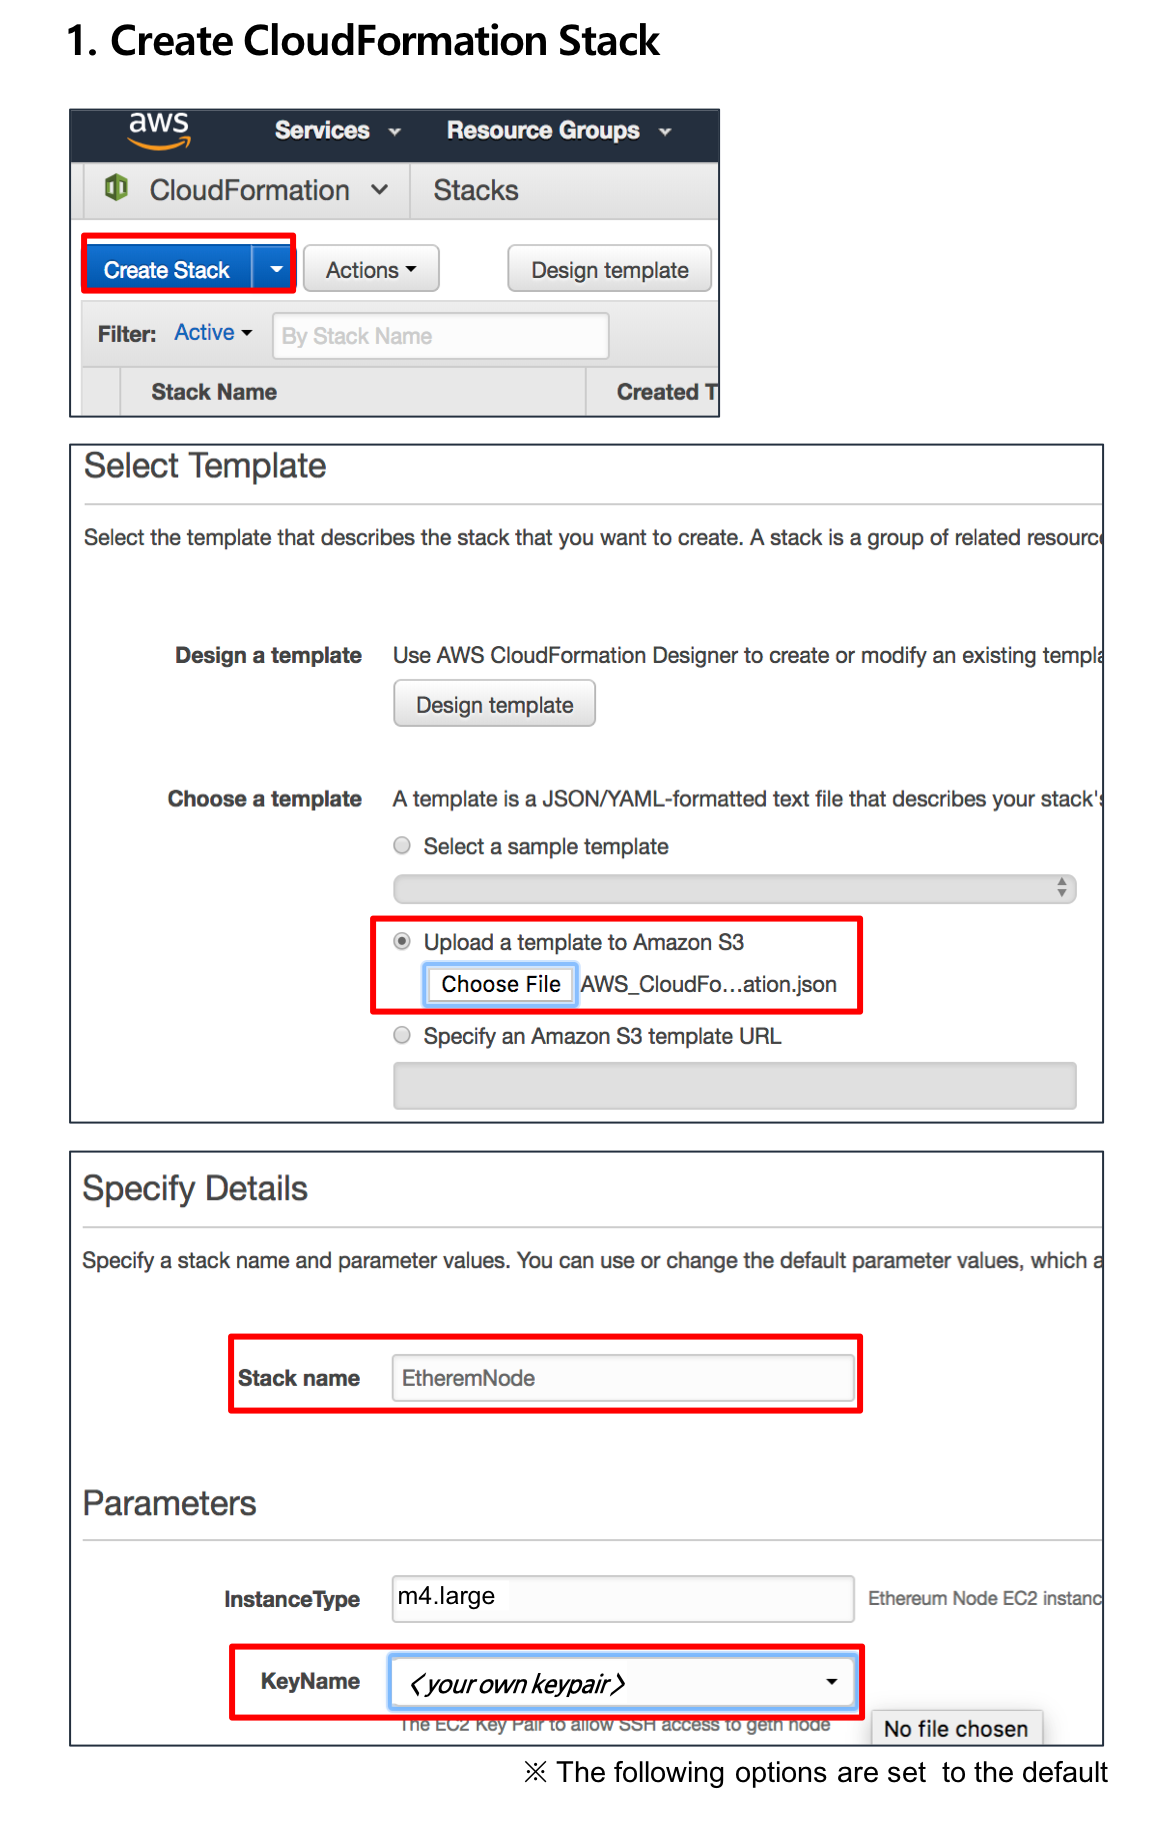 1. Create CloudFormation Stack
aws Services Resource Groups
CloudFormation Stacks
Create Stack Actions Design template
Filter: Active By Stack Name
Stack Name Created T
Select Template
Select the template that describes the stack that you want to create. A stack is a group of related resourc
Design a template Use AWS CloudFormation Designer to create or modify an existing templa
Design template
Choose a template A template is a JSON/YAML-formatted text file that describes your stack's
Select a sample template
Upload a template to Amazon S3
Choose File AWS_CloudFo...ation.json
Specify an Amazon S3 template URL
Specify Details
Specify a stack name and parameter values. You can use or change the default parameter values, which a
Stack name EtheremNode
Parameters
InstanceType m4.large Ethereum Node EC2 instanc
KeyName <your own keypair>
The EC2 Key Pair to allow SSH access to geth node
No file chosen
※ The following options are set to the default